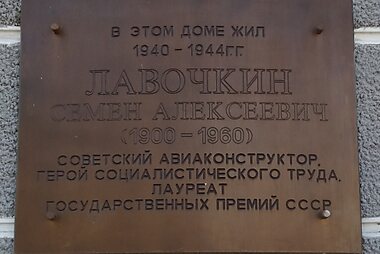 В ЭТОМ ДОМЕ ЖИЛ
1940-1944ГГ.
ЛАВОЧКИН
СЕМЕН АЛЕКСЕЕВИЧ
(1900-1960)
СОВЕТСКИЙ АВИАКОНСТРУКТОР,
ГЕРОЙ СОЦИАЛИСТИЧЕСКОГО ТРУДА,
ЛАУРЕАТ
ГОСУДАРСТВЕННЫХ ПРЕМИЙ СССР